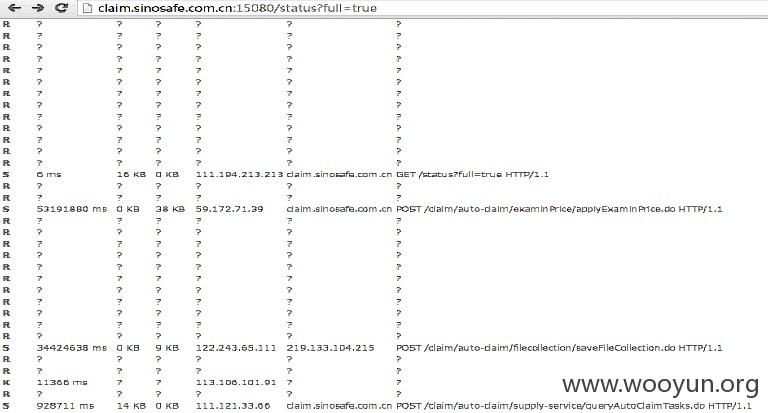 claim.sinosafe.com.cn:15080/status?full=true
R ? ? ? ? ? ?
R ? ? ? ? ? ?
R ? ? ? ? ? ?
R ? ? ? ? ? ?
R ? ? ? ? ? ?
R ? ? ? ? ? ?
R ? ? ? ? ? ?
R ? ? ? ? ? ?
R ? ? ? ? ? ?
R ? ? ? ? ? ?
R ? ? ? ? ? ?
R ? ? ? ? ? ?
R ? ? ? ? ? ?
S 6 ms 16 KB 0 KB 111.194.213.213 claim.sinosafe.com.cn GET /status?full=true HTTP/1.1
R ? ? ? ? ? ?
R ? ? ? ? ? ?
S 53191880 ms 0 KB 38 KB 59.172.71.39 claim.sinosafe.com.cn POST /claim/auto-claim/examinPrice/applyExaminPrice.do HTTP/1.1
R ? ? ? ? ? ?
R ? ? ? ? ? ?
R ? ? ? ? ? ?
R ? ? ? ? ? ?
R ? ? ? ? ? ?
R ? ? ? ? ? ?
R ? ? ? ? ? ?
R ? ? ? ? ? ?
R ? ? ? ? ? ?
R ? ? ? ? ? ?
R ? ? ? ? ? ?
S 34424638 ms 0 KB 9 KB 122.243.65.111 219.133.104.215 POST /claim/auto-claim/filecollection/saveFileCollection.do HTTP/1.1
R ? ? ? ? ? ?
R ? ? ? ? ? ?
K 11366 ms ? ? 113.106.101.91 ? ?
R ? ? ? ? ? ?
S 928711 ms 14 KB 0 KB 111.121.33.66 claim.sinosafe.com.cn POST /claim/auto-claim/supply-service/queryAutoClaimTasks.do HTTP/1.1
www.wooyun.org